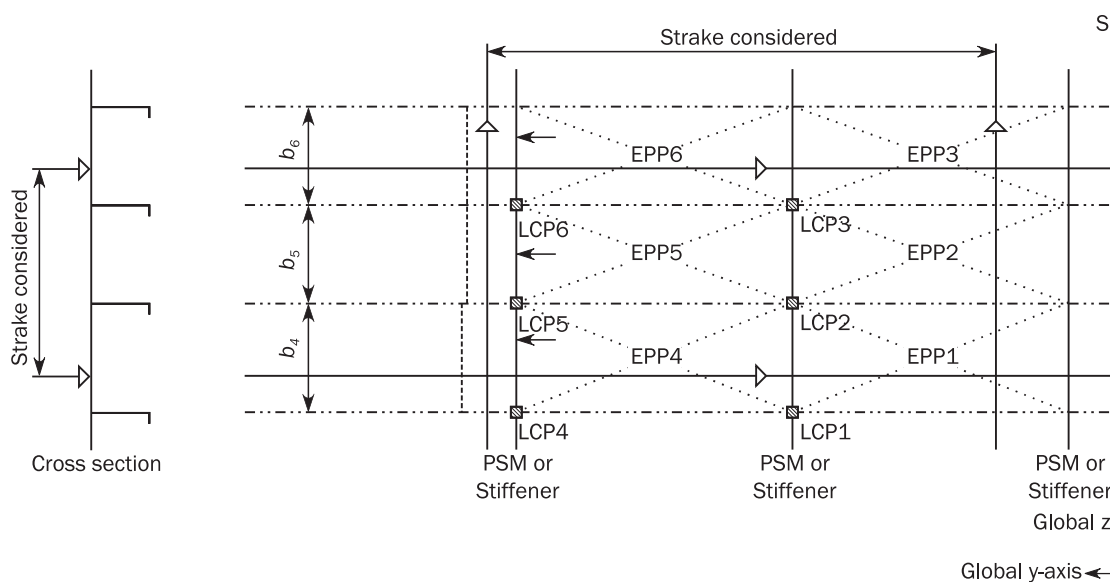 S
Strake considered
b6
EPP6
EPP3
LCP6
LCP3
Strake considered
b5
EPP5
EPP2
LCP5
LCP2
b4
EPP4
EPP1
LCP4
LCP1
Cross section
PSM or
Stiffener
PSM or
Stiffener
PSM or
Stiffener
Global z
Global y-axis